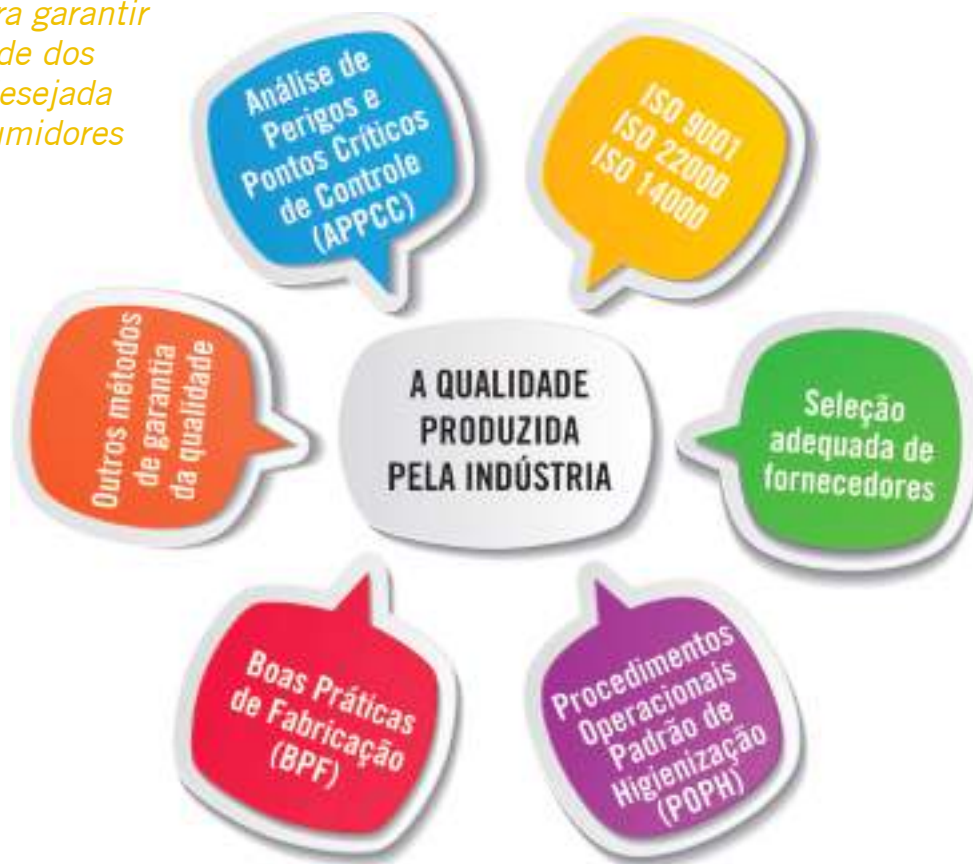 ra garantir
de dos
esejada
umidores
Análise de
Perigos e
Pontos Críticos
de Controle
(APPCC)
ISO 9001
ISO 22000
ISO 14000
Outros métodos
de garantia
da qualidade
A QUALIDADE
PRODUZIDA
PELA INDÚSTRIA
Seleção
adequada de
fornecedores
Boas Práticas
de Fabricação
(BPF)
Procedimentos
Operacionais
Padrão de
Higienização
(POPH)